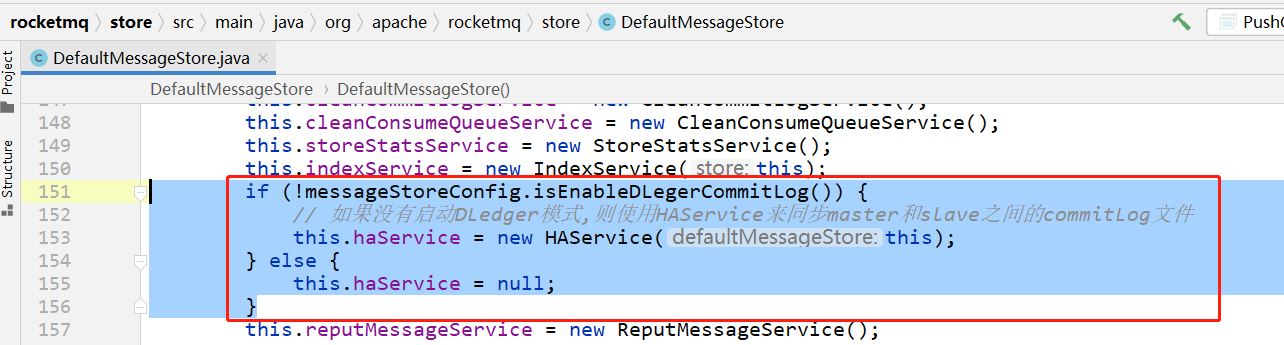 rocketmq › store › src › main › java › org › apache › rocketmq › store › DefaultMessageStore
PushC
DefaultMessageStore.java ×
Project
Structure
DefaultMessageStore › DefaultMessageStore()
147 this.cleanCommitLogService = new CleanCommitLogService();
148 this.cleanConsumeQueueService = new CleanConsumeQueueService();
149 this.storeStatsService = new StoreStatsService();
150 this.indexService = new IndexService( store: this);
151 if (!messageStoreConfig.isEnableDLegerCommitLog()) {
152 // 如果没有启动DLedger模式,则使用HAService来同步master和slave之间的commitLog文件
153 this.haService = new HAService( defaultMessageStore: this);
154 } else {
155 this.haService = null;
156 }
157 this.reputMessageService = new ReputMessageService();